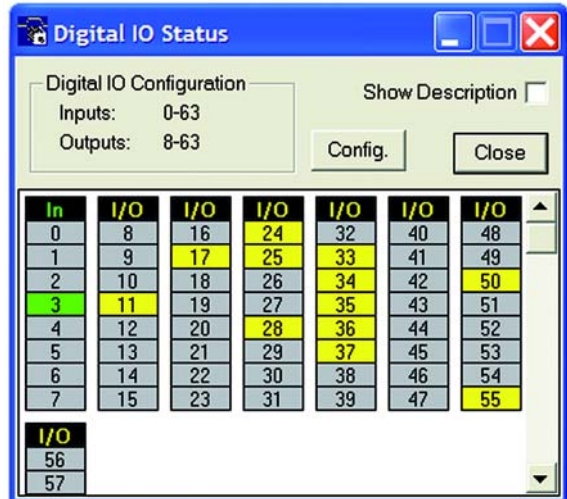 Digital IO Status
Digital IO Configuration
Inputs: 0-63
Outputs: 8-63
Show Description
Config.
Close
In I/O I/O I/O I/O I/O I/O
0 8 16 24 32 40 48
1 9 17 25 33 41 49
2 10 18 26 34 42 50
3 11 19 27 35 43 51
4 12 20 28 36 44 52
5 13 21 29 37 45 53
6 14 22 30 38 46 54
7 15 23 31 39 47 55
I/O
56
57